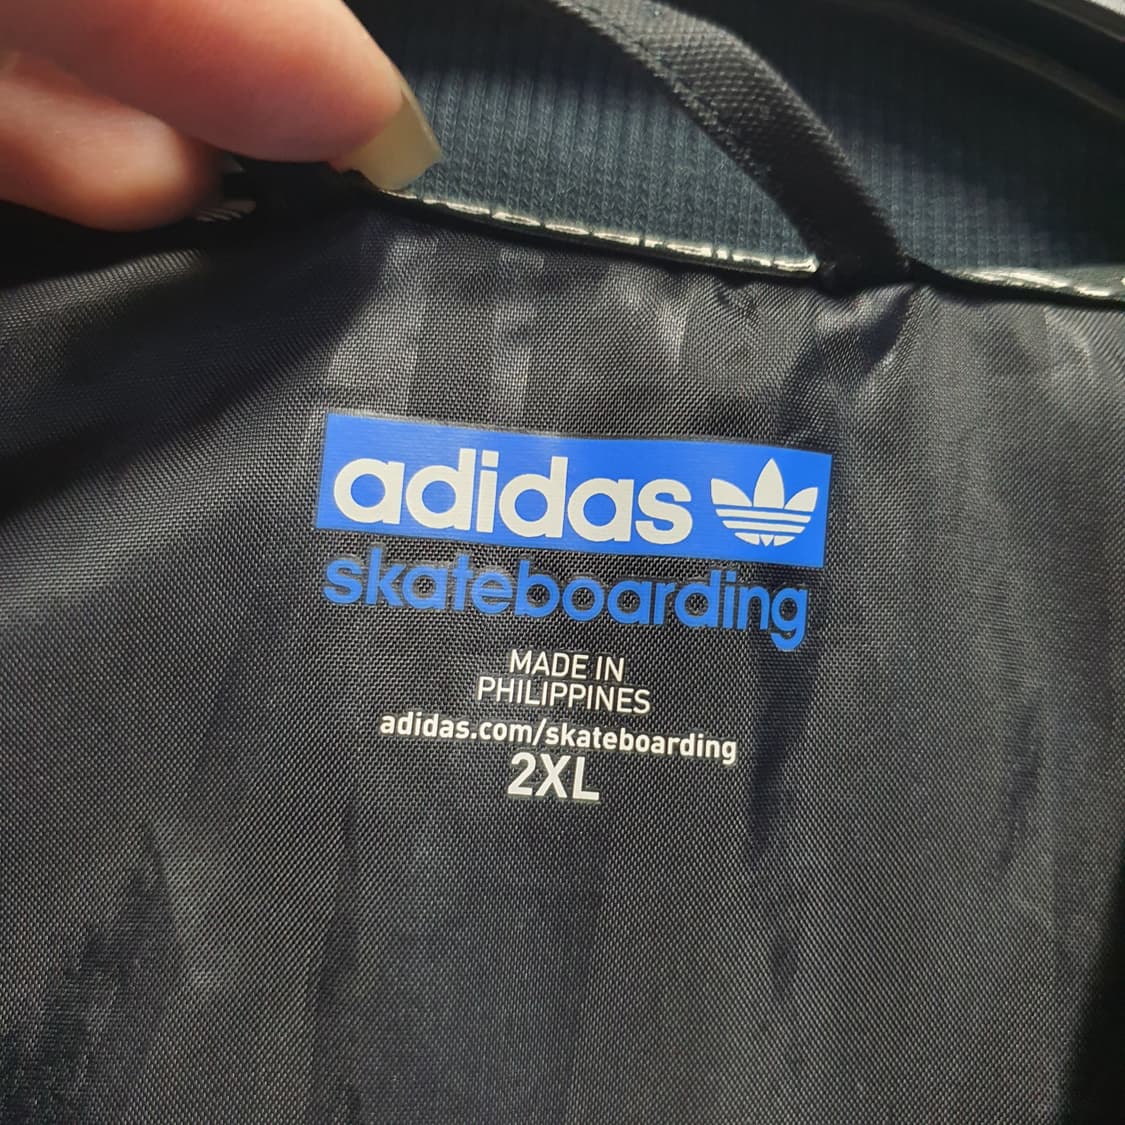 adidas
skateboarding
MADE IN
PHILIPPINES
adidas.com/skateboarding
2XL